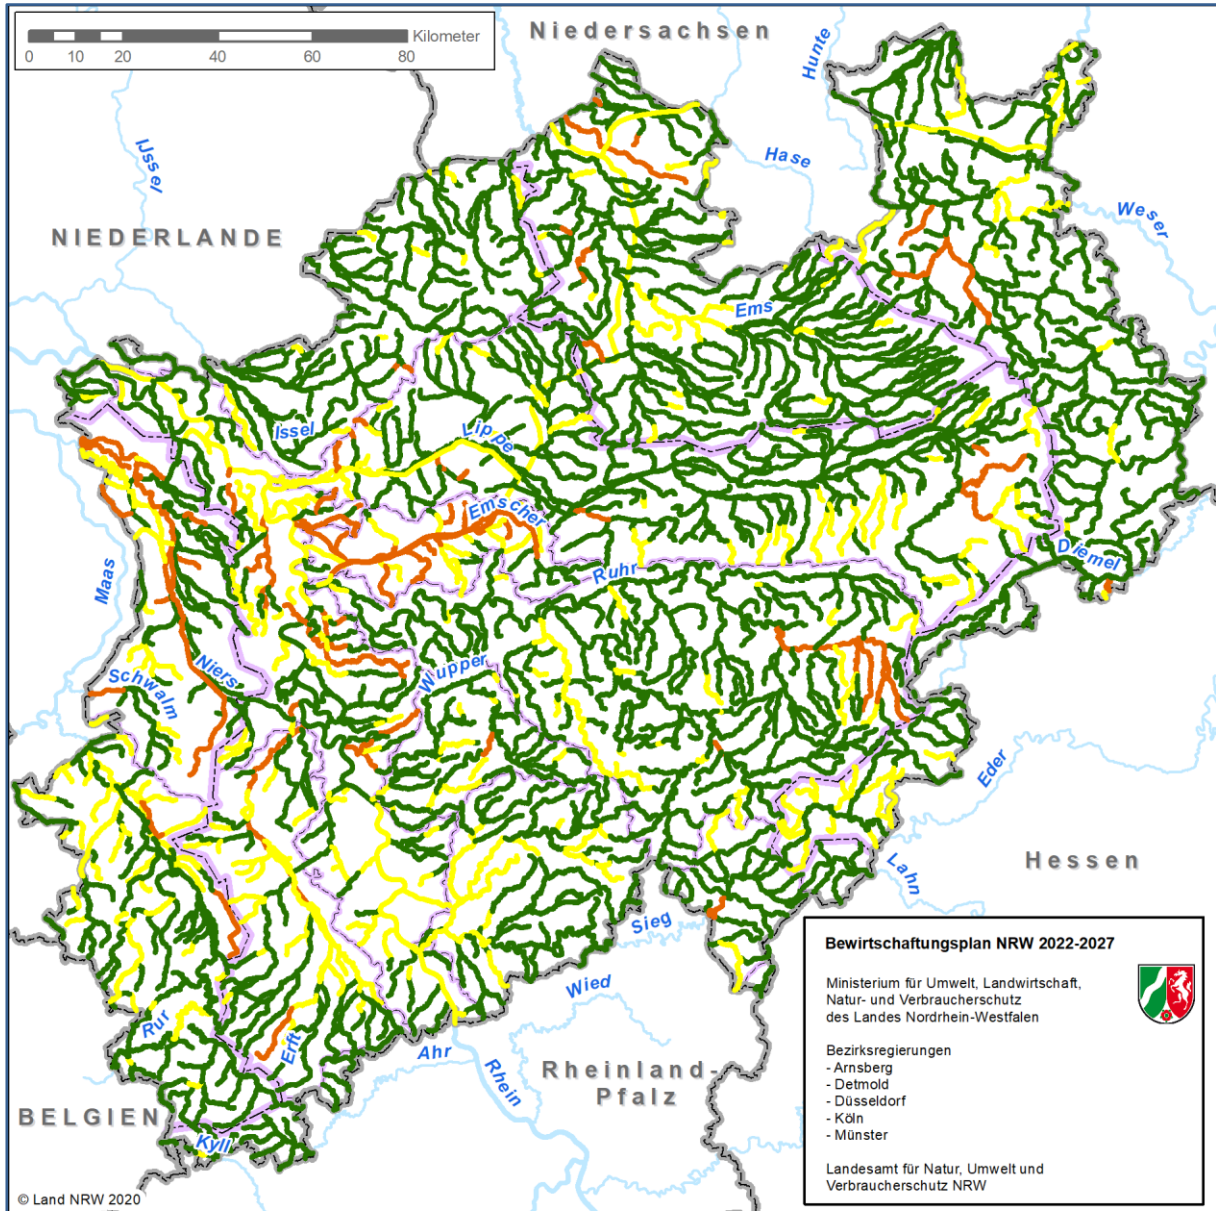 Niedersachsen
Kilometer
0 10 20 40 60 80
Hunte
IJssel
Hase
Weser
NIEDERLANDE
Ems
Issel
Lippe
Emscher
Maas
Ruhr
Diemel
Niers
Wupper
Schwalm
Eder
Hessen
Lahn
Sieg
Wied
Rur
Erft
Ahr
Rhein
Rheinland-
Pfalz
BELGIEN
Kyll
© Land NRW 2020
Bewirtschaftungsplan NRW 2022-2027
Ministerium für Umwelt, Landwirtschaft,
Natur- und Verbraucherschutz
des Landes Nordrhein-Westfalen
Bezirksregierungen
- Arnsberg
- Detmold
- Düsseldorf
- Köln
- Münster
Landesamt für Natur, Umwelt und
Verbraucherschutz NRW